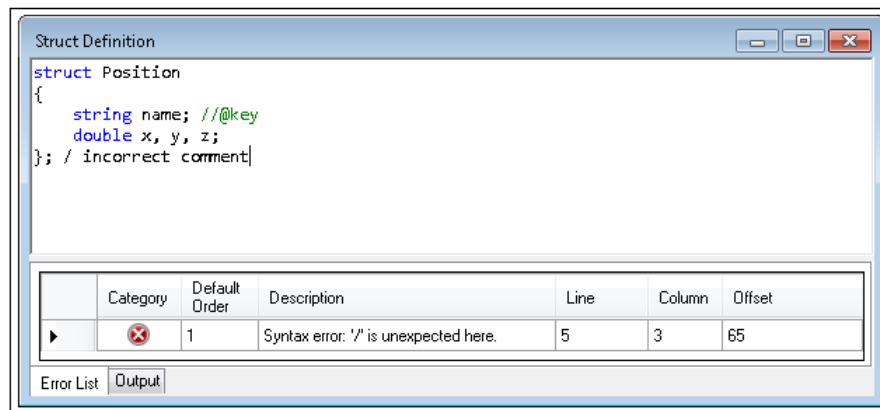 Struct Definition
struct Position
{
string name; //@key
double x, y, z;
}; / incorrect comment
Category Default Order Description Line Column Offset
1 Syntax error: '/' is unexpected here. 5 3 65
Error List Output